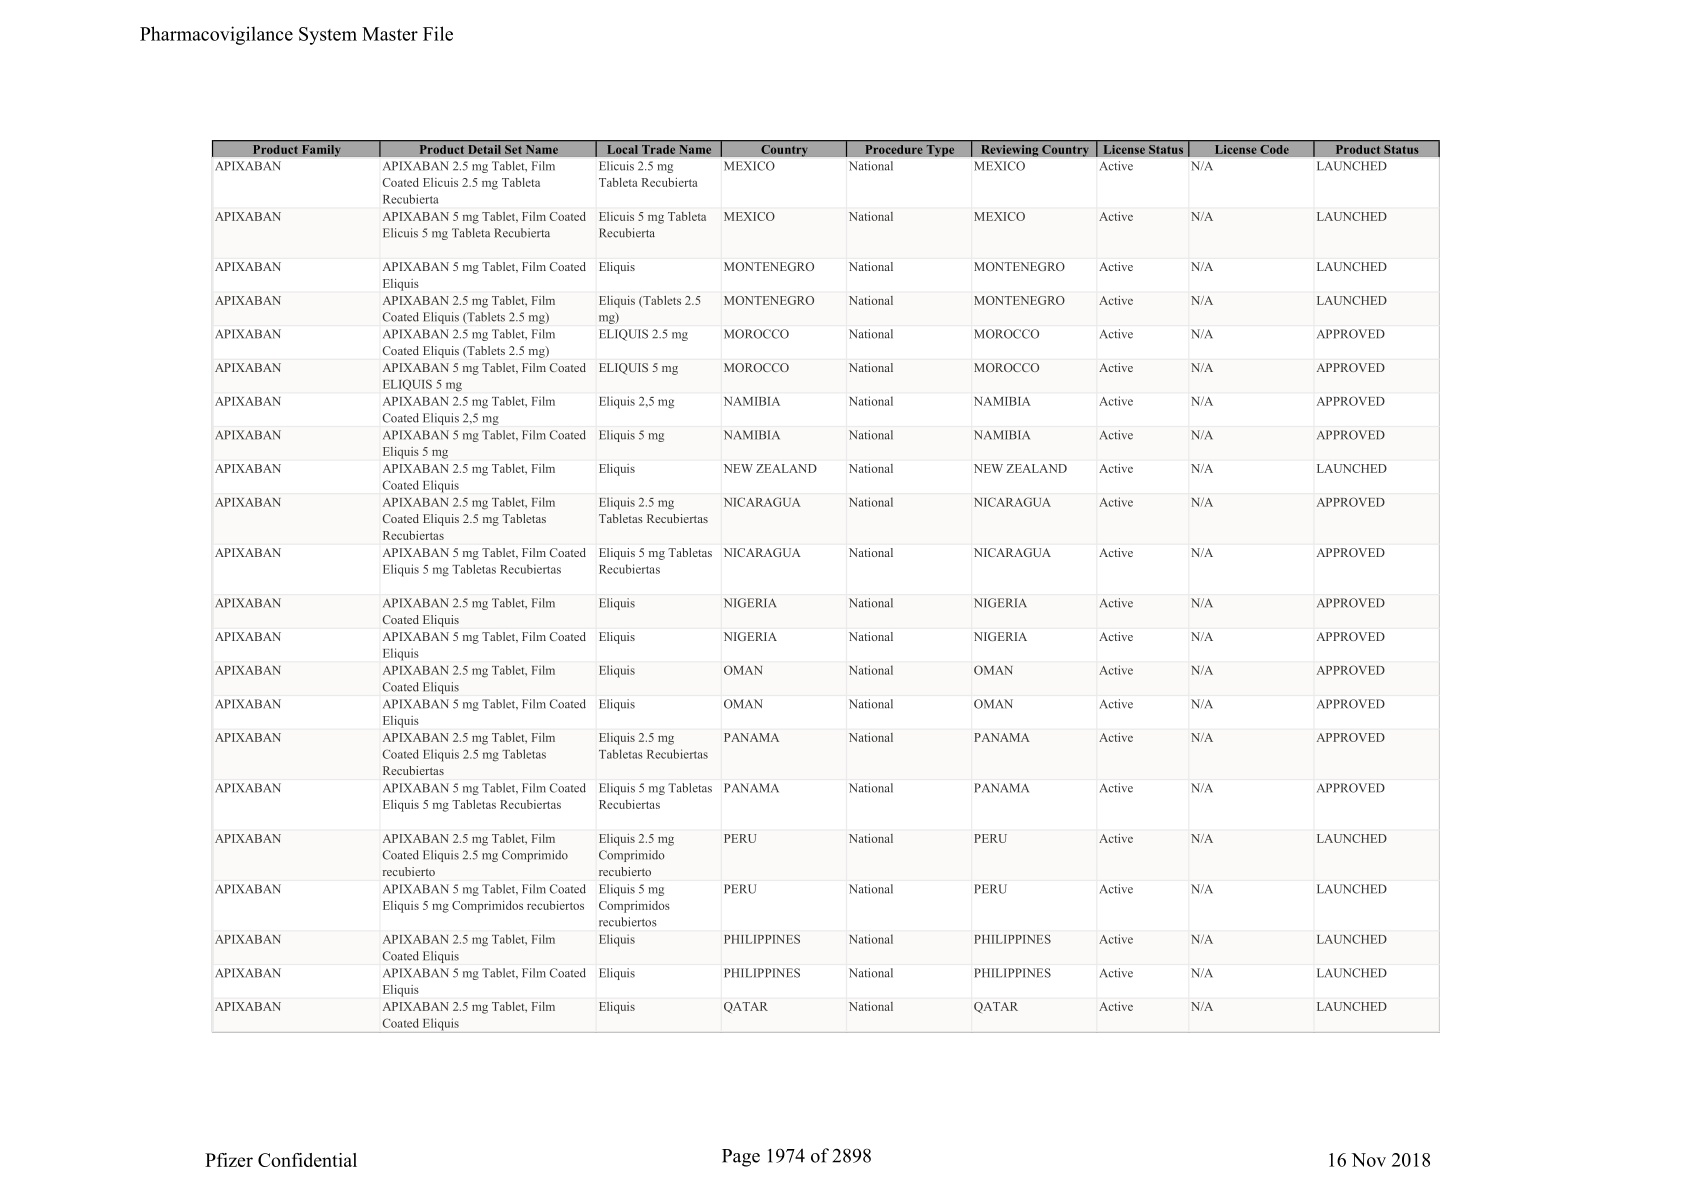 Pharmacovigilance System Master File
Product Family Product Detail Set Name Local Trade Name Country Procedure Type Reviewing Country License Status License Code Product Status
APIXABAN APIXABAN 2.5 mg Tablet, Film Elicuis 2.5 mg MEXICO National MEXICO Active N/A LAUNCHED
Coated Elicuis 2.5 mg Tableta Tableta Recubierta
Recubierta
APIXABAN APIXABAN 5 mg Tablet, Film Coated Elicuis 5 mg Tableta MEXICO National MEXICO Active N/A LAUNCHED
Elicuis 5 mg Tableta Recubierta Recubierta
APIXABAN APIXABAN 5 mg Tablet, Film Coated Eliquis MONTENEGRO National MONTENEGRO Active N/A LAUNCHED
Eliquis
APIXABAN APIXABAN 2.5 mg Tablet, Film Eliquis (Tablets 2.5 MONTENEGRO National MONTENEGRO Active N/A LAUNCHED
Coated Eliquis (Tablets 2.5 mg) mg)
APIXABAN APIXABAN 2.5 mg Tablet, Film ELIQUIS 2.5 mg MOROCCO National MOROCCO Active N/A APPROVED
Coated Eliquis (Tablets 2.5 mg)
APIXABAN APIXABAN 5 mg Tablet, Film Coated ELIQUIS 5 mg MOROCCO National MOROCCO Active N/A APPROVED
ELIQUIS 5 mg
APIXABAN APIXABAN 2.5 mg Tablet, Film Eliquis 2,5 mg NAMIBIA National NAMIBIA Active N/A APPROVED
Coated Eliquis 2,5 mg
APIXABAN APIXABAN 5 mg Tablet, Film Coated Eliquis 5 mg NAMIBIA National NAMIBIA Active N/A APPROVED
Eliquis 5 mg
APIXABAN APIXABAN 2.5 mg Tablet, Film Eliquis NEW ZEALAND National NEW ZEALAND Active N/A LAUNCHED
Coated Eliquis
APIXABAN APIXABAN 2.5 mg Tablet, Film Eliquis 2.5 mg NICARAGUA National NICARAGUA Active N/A APPROVED
Coated Eliquis 2.5 mg Tabletas Tabletas Recubiertas
Recubiertas
APIXABAN APIXABAN 5 mg Tablet, Film Coated Eliquis 5 mg Tabletas NICARAGUA National NICARAGUA Active N/A APPROVED
Eliquis 5 mg Tabletas Recubiertas Recubiertas
APIXABAN APIXABAN 2.5 mg Tablet, Film Eliquis NIGERIA National NIGERIA Active N/A APPROVED
Coated Eliquis
APIXABAN APIXABAN 5 mg Tablet, Film Coated Eliquis NIGERIA National NIGERIA Active N/A APPROVED
Eliquis
APIXABAN APIXABAN 2.5 mg Tablet, Film Eliquis OMAN National OMAN Active N/A APPROVED
Coated Eliquis
APIXABAN APIXABAN 5 mg Tablet, Film Coated Eliquis OMAN National OMAN Active N/A APPROVED
Eliquis
APIXABAN APIXABAN 2.5 mg Tablet, Film Eliquis 2.5 mg PANAMA National PANAMA Active N/A APPROVED
Coated Eliquis 2.5 mg Tabletas Tabletas Recubiertas
Recubiertas
APIXABAN APIXABAN 5 mg Tablet, Film Coated Eliquis 5 mg Tabletas PANAMA National PANAMA Active N/A APPROVED
Eliquis 5 mg Tabletas Recubiertas Recubiertas
APIXABAN APIXABAN 2.5 mg Tablet, Film Eliquis 2.5 mg PERU National PERU Active N/A LAUNCHED
Coated Eliquis 2.5 mg Comprimido Comprimido
recubierto recubierto
APIXABAN APIXABAN 5 mg Tablet, Film Coated Eliquis 5 mg PERU National PERU Active N/A LAUNCHED
Eliquis 5 mg Comprimidos recubiertos Comprimidos
recubiertos
APIXABAN APIXABAN 2.5 mg Tablet, Film Eliquis PHILIPPINES National PHILIPPINES Active N/A LAUNCHED
Coated Eliquis
APIXABAN APIXABAN 5 mg Tablet, Film Coated Eliquis PHILIPPINES National PHILIPPINES Active N/A LAUNCHED
Eliquis
APIXABAN APIXABAN 2.5 mg Tablet, Film Eliquis QATAR National QATAR Active N/A LAUNCHED
Coated Eliquis
Pfizer Confidential Page 1974 of 2898 16 Nov 2018